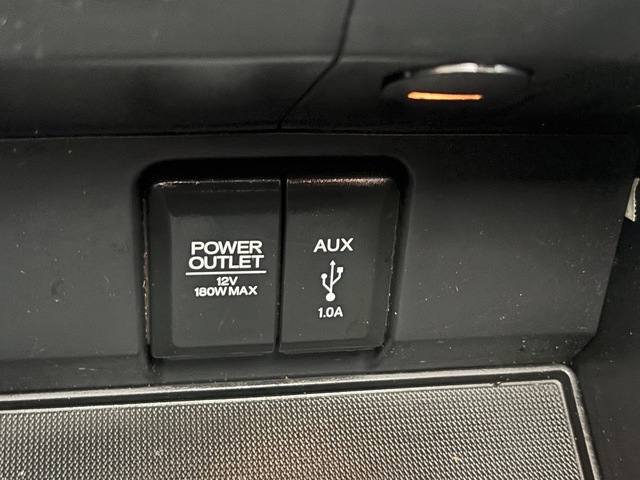 POWER
OUTLET
12V
180W MAX
AUX
1.0A